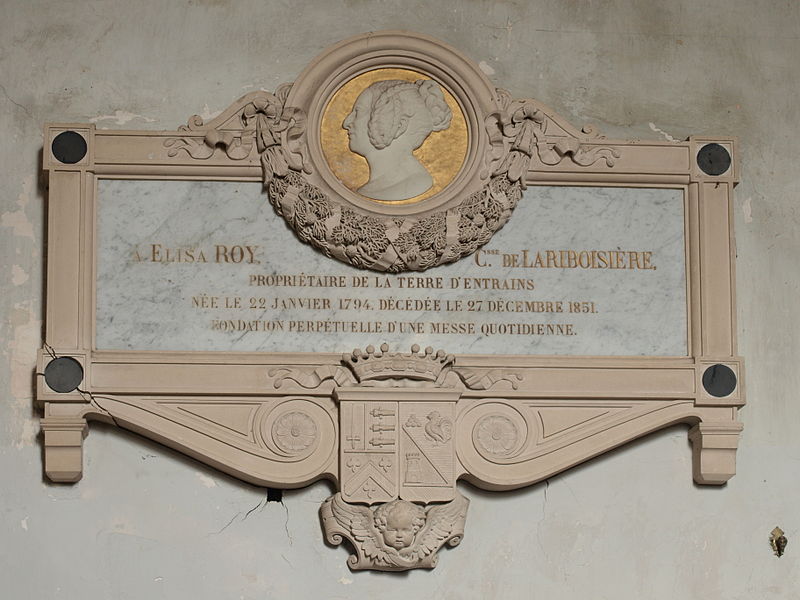 A ELISA ROY, Csse DE LARIBOISIÈRE,
PROPRIÉTAIRE DE LA TERRE D'ENTRAINS
NÉE LE 22 JANVIER 1794. DÉCÉDÉE LE 27 DÉCEMBRE 1851.
FONDATION PERPÉTUELLE D'UNE MESSE QUOTIDIENNE.